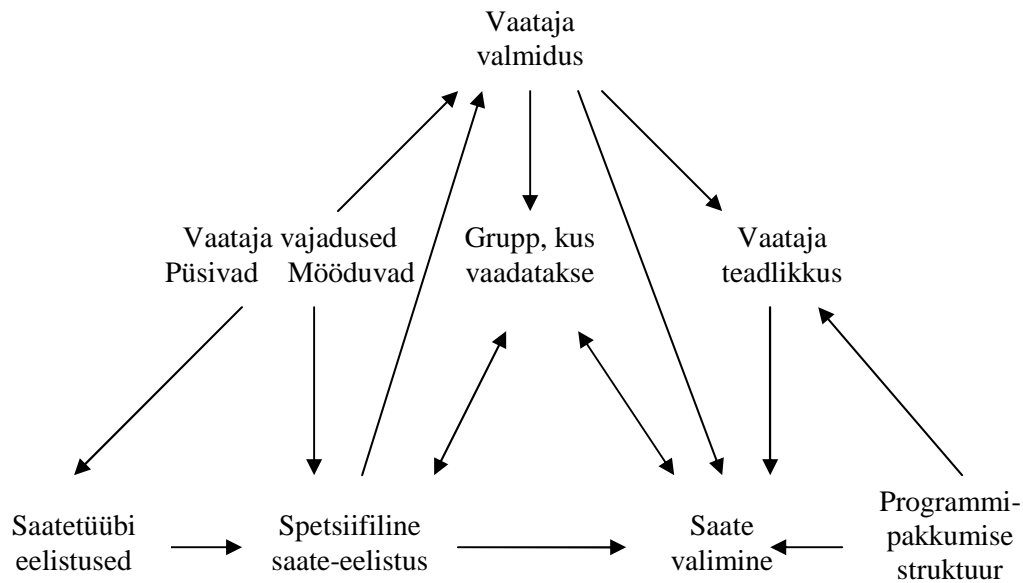 Vaataja
valmidus
Vaataja vajadused
Püsivad Mööduvad
Grupp, kus
vaadatakse
Vaataja
teadlikkus
Saatetüübi
eelistused
Spetsiifiline
saate-eelistus
Saate
valimine
Programmi-
pakkumise
struktuur